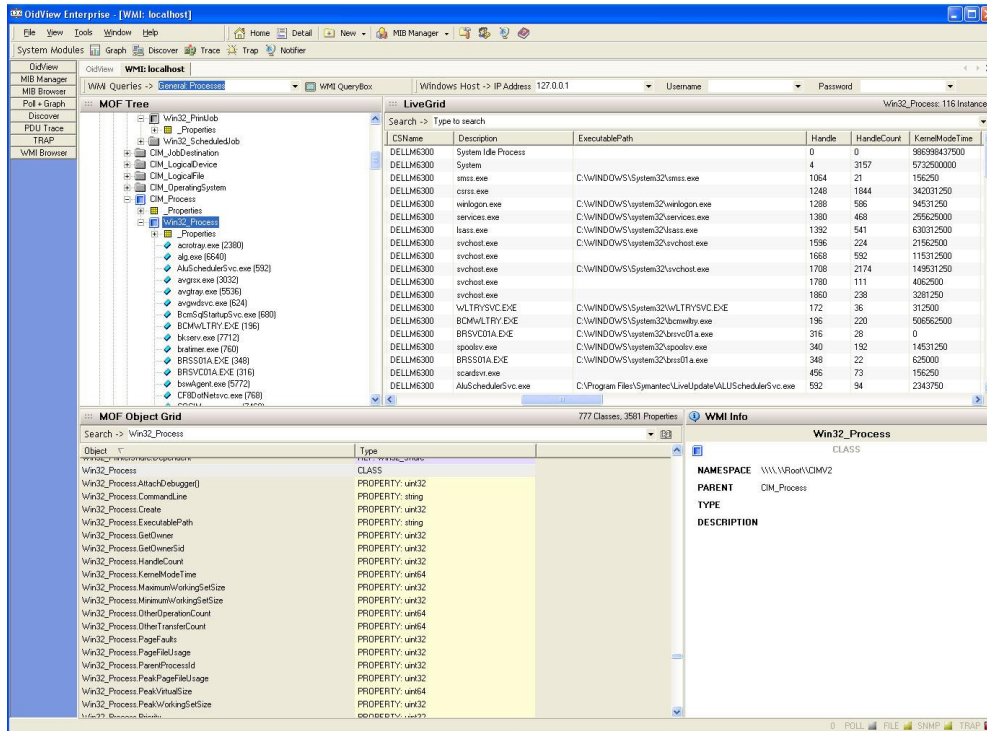 OidView Enterprise - [WMI: localhost]
File View Tools Window Help Home Detail New MIB Manager
System Modules Graph Discover Trace Trap Notifier
OidView
MIB Manager
MIB Browser
Poll + Graph
Discover
PDU Trace
TRAP
WMI Browser
OidView WMI: localhost
WMI Queries -> General: Processes WMI QueryBox Windows Host -> IP Address 127.0.0.1 Username Password
MOF Tree
Win32_PrintJob
_Properties
Win32_ScheduledJob
CIM_JobDestination
CIM_LogicalDevice
CIM_LogicalFile
CIM_OperatingSystem
CIM_Process
_Properties
Win32_Process
_Properties
acrotray.exe (2380)
alg.exe (6640)
AluSchedulerSvc.exe (592)
avgrsx.exe (3032)
avgtray.exe (5536)
avgwdsvc.exe (624)
BcmSqlStartupSvc.exe (680)
BCMWLTRY.EXE (196)
bkserv.exe (7712)
bratimer.exe (760)
BRSS01A.EXE (348)
BRSVC01A.EXE (316)
bswAgent.exe (5772)
CF8DotNetsvc.exe (768)
LiveGrid Win32_Process: 116 Instance
Search -> Type to search
CSName Description ExecutablePath Handle HandleCount KernelModeTime
DELLM6300 System Idle Process 0 0 986998437500
DELLM6300 System 4 3157 5732500000
DELLM6300 smss.exe C:\WINDOWS\System32\smss.exe 1064 21 156250
DELLM6300 csrss.exe 1248 1844 342031250
DELLM6300 winlogon.exe C:\WINDOWS\system32\winlogon.exe 1288 586 94531250
DELLM6300 services.exe C:\WINDOWS\system32\services.exe 1380 468 255625000
DELLM6300 lsass.exe C:\WINDOWS\system32\lsass.exe 1392 541 630312500
DELLM6300 svchost.exe C:\WINDOWS\system32\svchost.exe 1596 224 21562500
DELLM6300 svchost.exe 1668 592 115312500
DELLM6300 svchost.exe C:\WINDOWS\System32\svchost.exe 1708 2174 149531250
DELLM6300 svchost.exe 1780 111 4062500
DELLM6300 svchost.exe 1860 238 3281250
DELLM6300 WLTRYSVC.EXE C:\WINDOWS\System32\WLTRYSVC.EXE 172 36 312500
DELLM6300 BCMWLTRY.EXE C:\WINDOWS\System32\bcmwltry.exe 196 220 506562500
DELLM6300 BRSVC01A.EXE C:\WINDOWS\system32\brsvc01a.exe 316 28 0
DELLM6300 spoolsv.exe C:\WINDOWS\system32\spoolsv.exe 340 192 14531250
DELLM6300 BRSS01A.EXE C:\WINDOWS\system32\brss01a.exe 348 22 625000
DELLM6300 scardsvr.exe 456 73 156250
DELLM6300 AluSchedulerSvc.exe C:\Program Files\Symantec\LiveUpdate\ALUSchedulerSvc.exe 592 94 2343750
MOF Object Grid 777 Classes, 3581 Properties
Search -> Win32_Process
Object Type
Win32_Process CLASS
Win32_Process.AttachDebugger() PROPERTY: uint32
Win32_Process.CommandLine PROPERTY: string
Win32_Process.Create PROPERTY: uint32
Win32_Process.ExecutablePath PROPERTY: string
Win32_Process.GetOwner PROPERTY: uint32
Win32_Process.GetOwnerSid PROPERTY: uint32
Win32_Process.HandleCount PROPERTY: uint32
Win32_Process.KernelModeTime PROPERTY: uint64
Win32_Process.MaximumWorkingSetSize PROPERTY: uint32
Win32_Process.MinimumWorkingSetSize PROPERTY: uint32
Win32_Process.OtherOperationCount PROPERTY: uint64
Win32_Process.OtherTransferCount PROPERTY: uint64
Win32_Process.PageFaults PROPERTY: uint32
Win32_Process.PageFileUsage PROPERTY: uint32
Win32_Process.ParentProcessId PROPERTY: uint32
Win32_Process.PeakPageFileUsage PROPERTY: uint32
Win32_Process.PeakVirtualSize PROPERTY: uint64
Win32_Process.PeakWorkingSetSize PROPERTY: uint32
Win32_Process.Priority PROPERTY: uint32
WMI Info
Win32_Process
CLASS
NAMESPACE \\\\.\\Root\\CIMV2
PARENT CIM_Process
TYPE
DESCRIPTION
0 POLL FILE SNMP TRAP